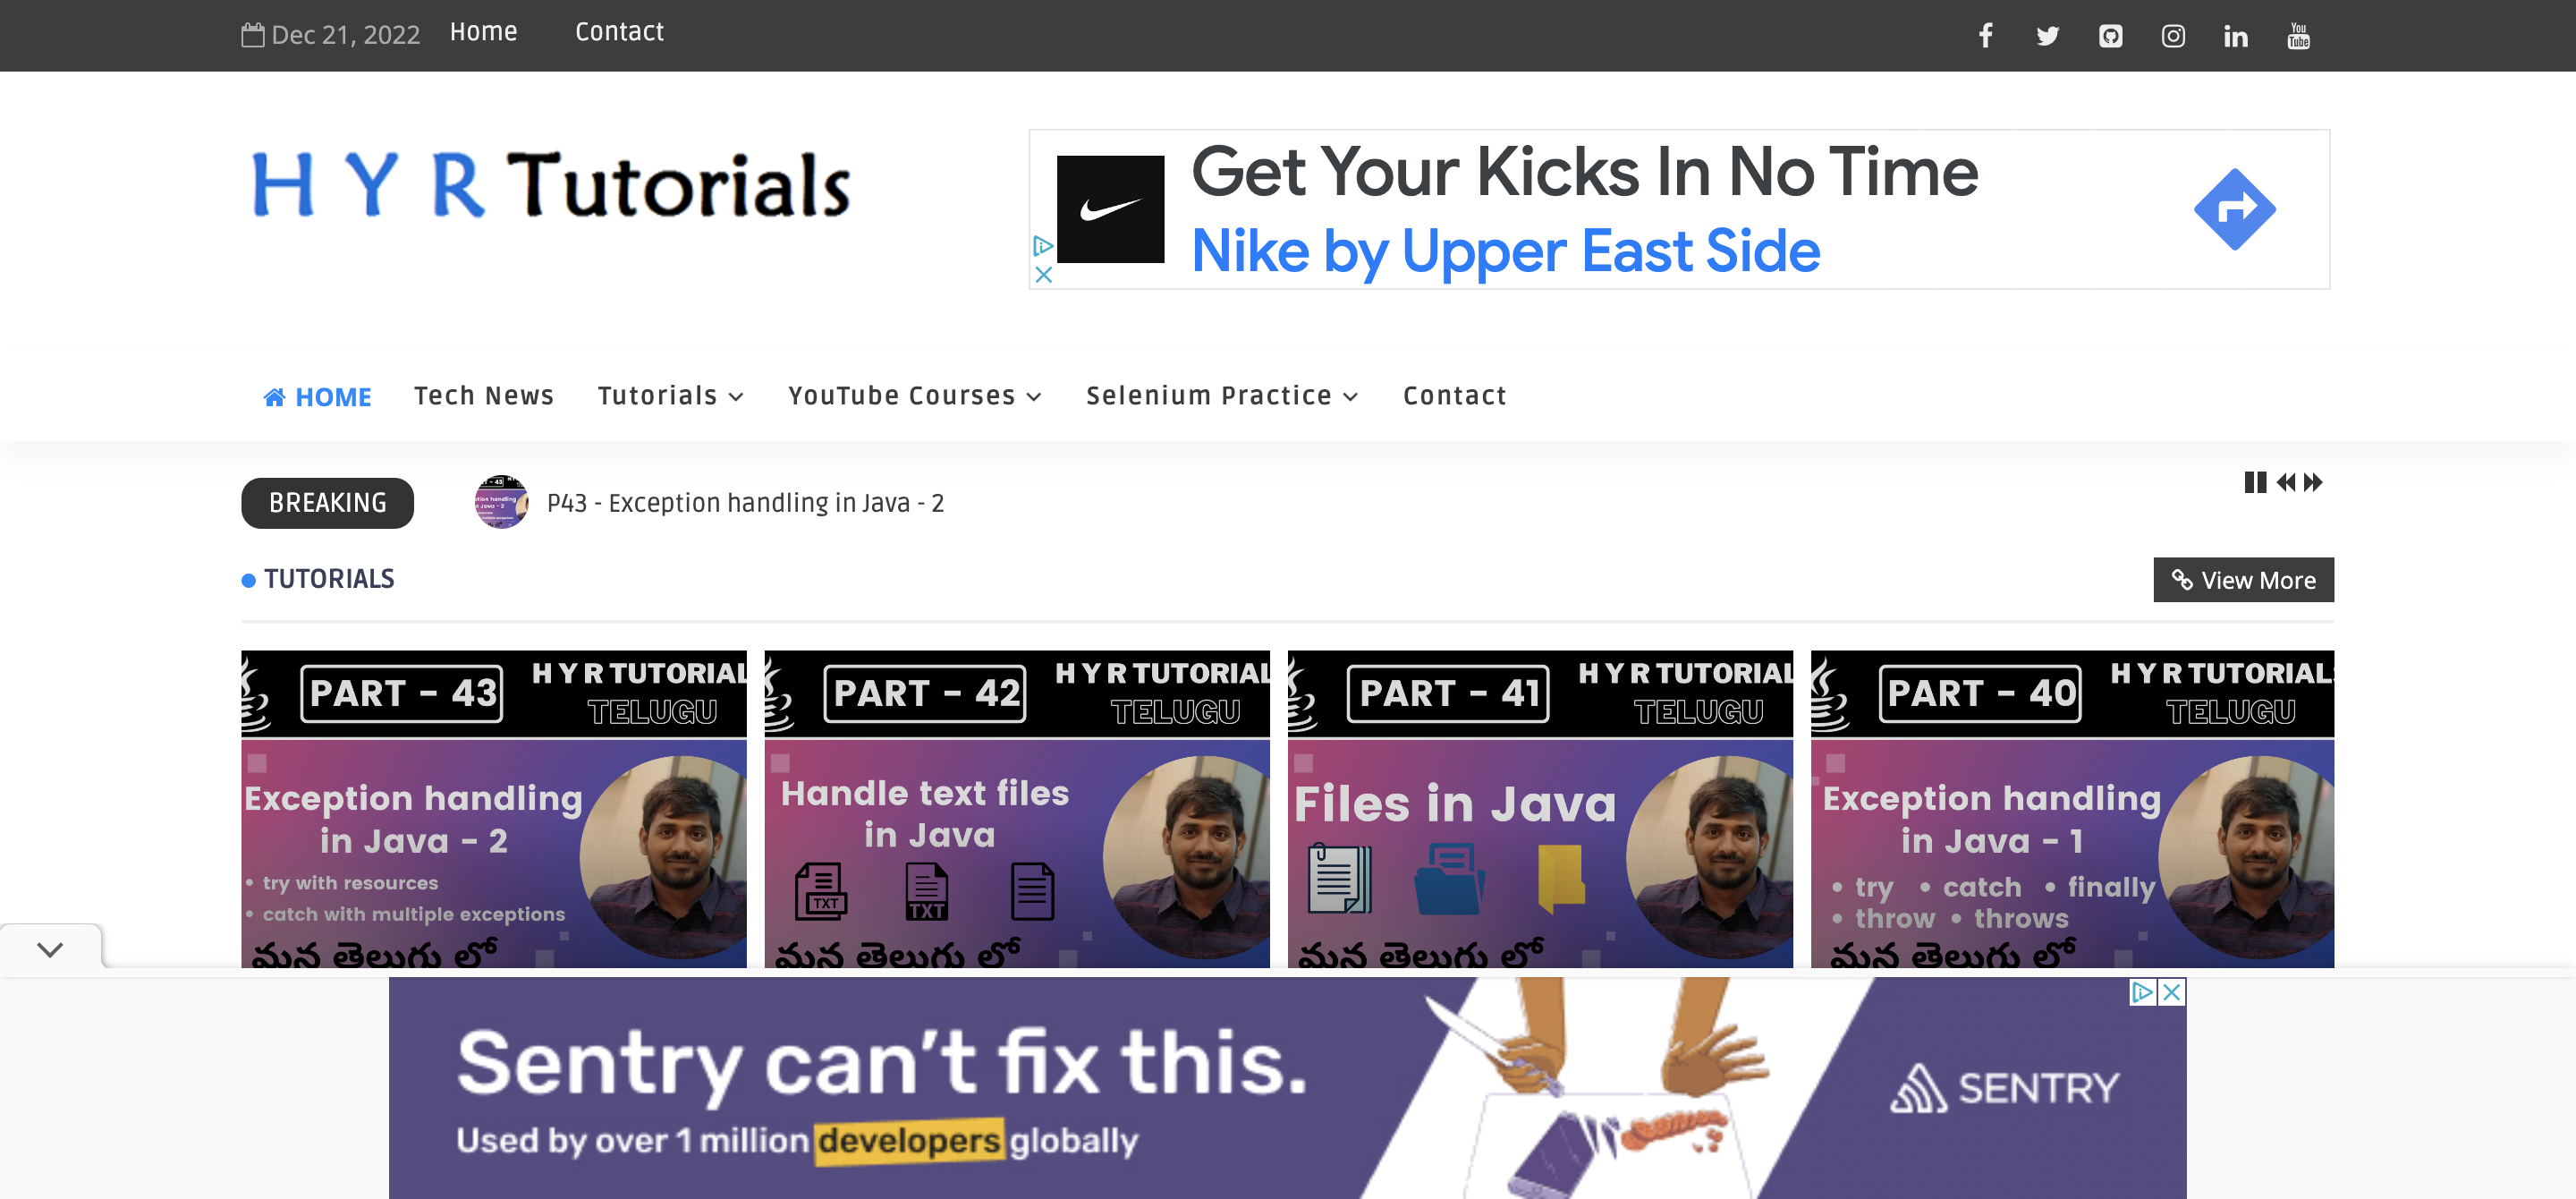 Dec 21, 2022 Home Contact
You
Tube
H Y R Tutorials
Get Your Kicks In No Time
Nike by Upper East Side
HOME Tech News Tutorials YouTube Courses Selenium Practice Contact
BREAKING P43 - Exception handling in Java - 2
TUTORIALS
View More
PART - 43
H Y R TUTORIAL
TELUGU
Exception handling
in Java - 2
• try with resources
• catch with multiple exceptions
మన తెలుగు లో
PART - 42
H Y R TUTORIAL
TELUGU
Handle text files
in Java
TXT TXT
మన తెలుగు లో
PART - 41
H Y R TUTORIAL
TELUGU
Files in Java
మన తెలుగు లో
PART - 40
H Y R TUTORIALS
TELUGU
Exception handling
in Java - 1
• try • catch • finally
• throw • throws
మన తెలుగు లో
Sentry can't fix this.
Used by over 1 million developers globally
SENTRY